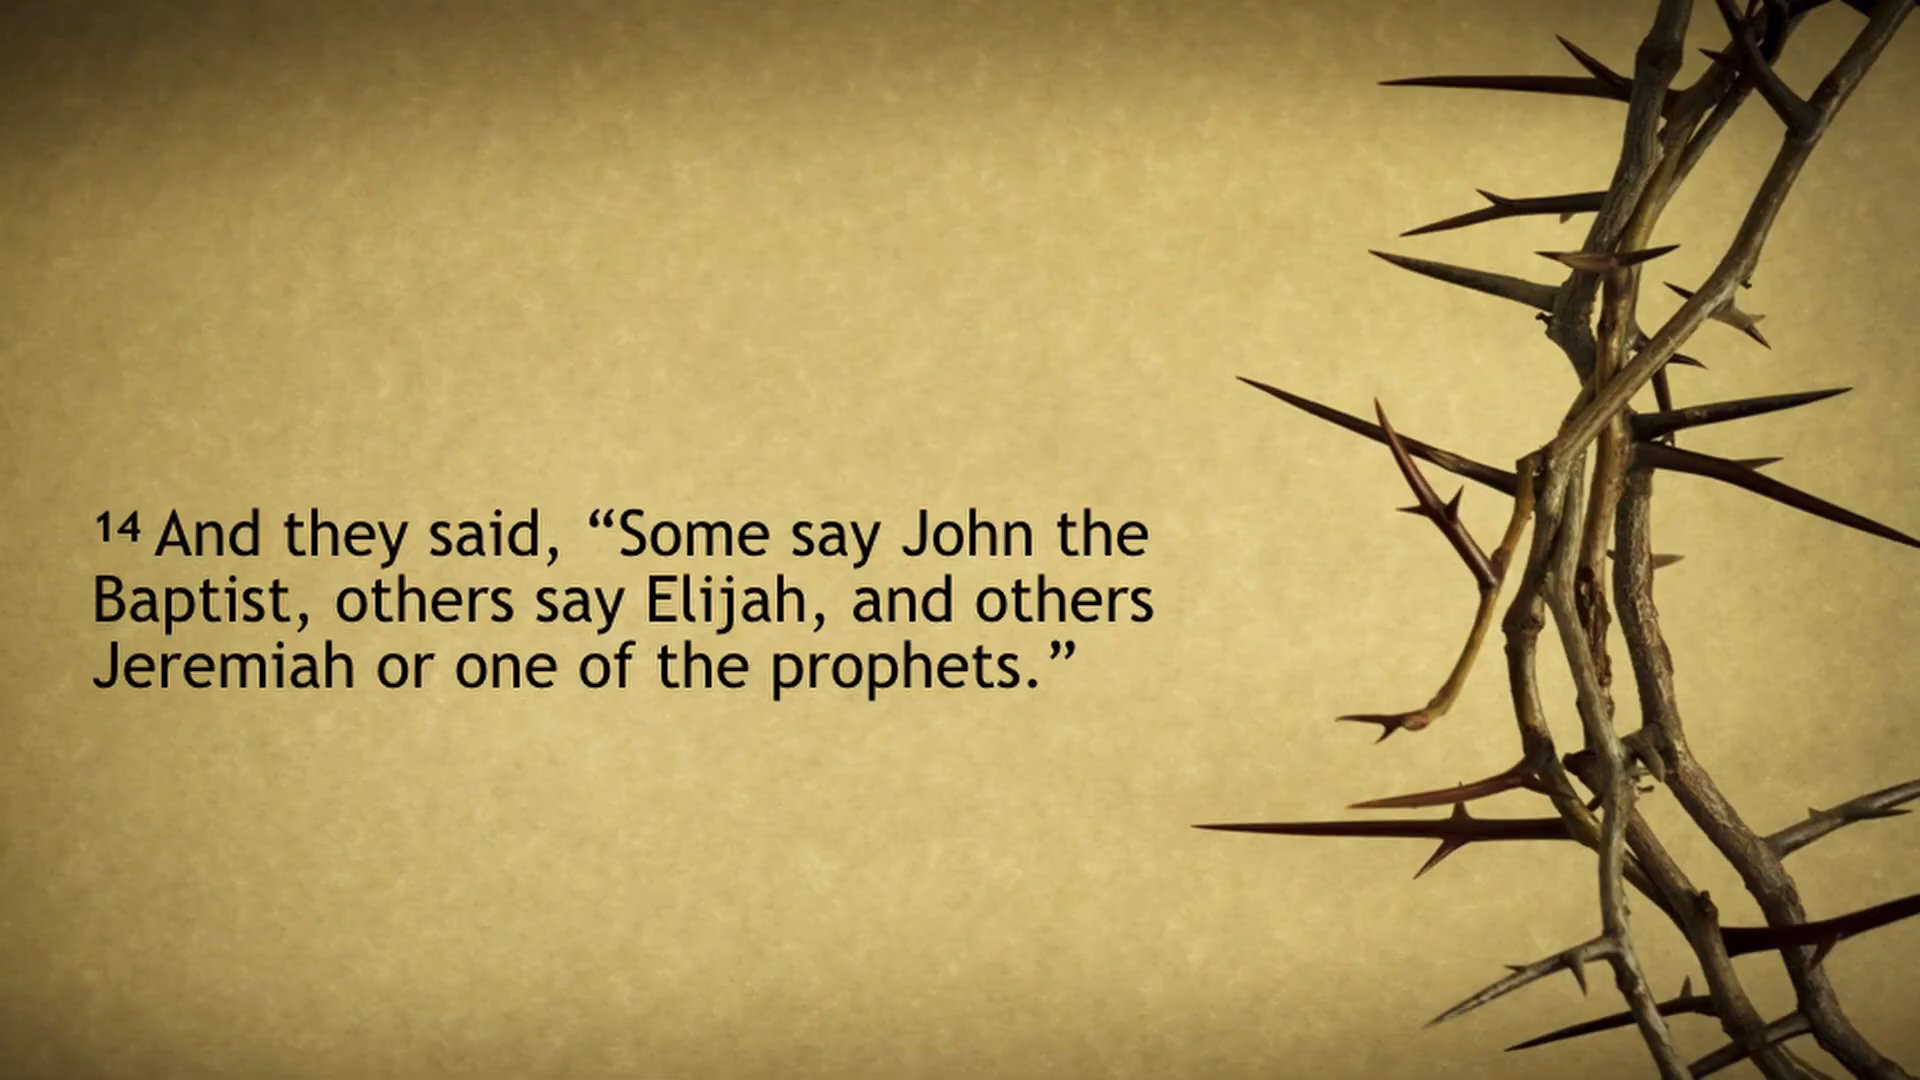 ¹⁴ And they said, “Some say John the
Baptist, others say Elijah, and others
Jeremiah or one of the prophets.”